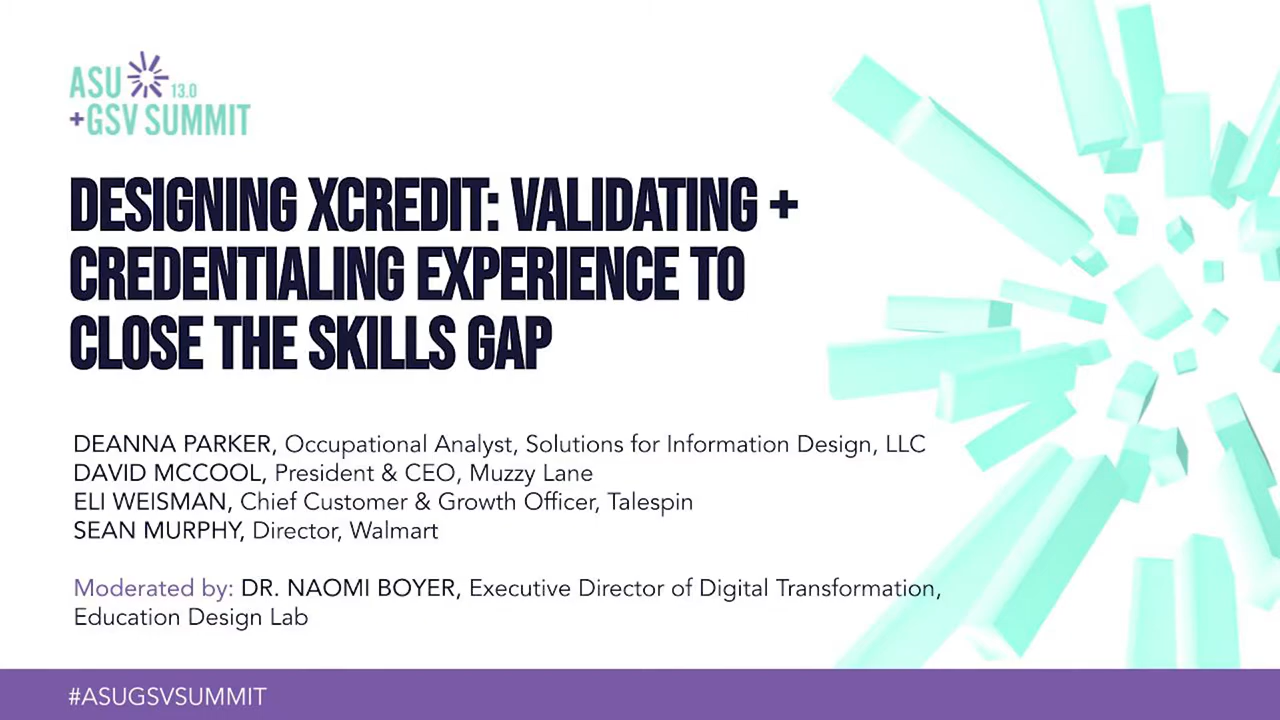 ASU 13.0
+GSV SUMMIT
DESIGNING XCREDIT: VALIDATING +
CREDENTIALING EXPERIENCE TO
CLOSE THE SKILLS GAP
DEANNA PARKER, Occupational Analyst, Solutions for Information Design, LLC
DAVID MCCOOL, President & CEO, Muzzy Lane
ELI WEISMAN, Chief Customer & Growth Officer, Talespin
SEAN MURPHY, Director, Walmart
Moderated by: DR. NAOMI BOYER, Executive Director of Digital Transformation,
Education Design Lab
#ASUGSVSUMMIT